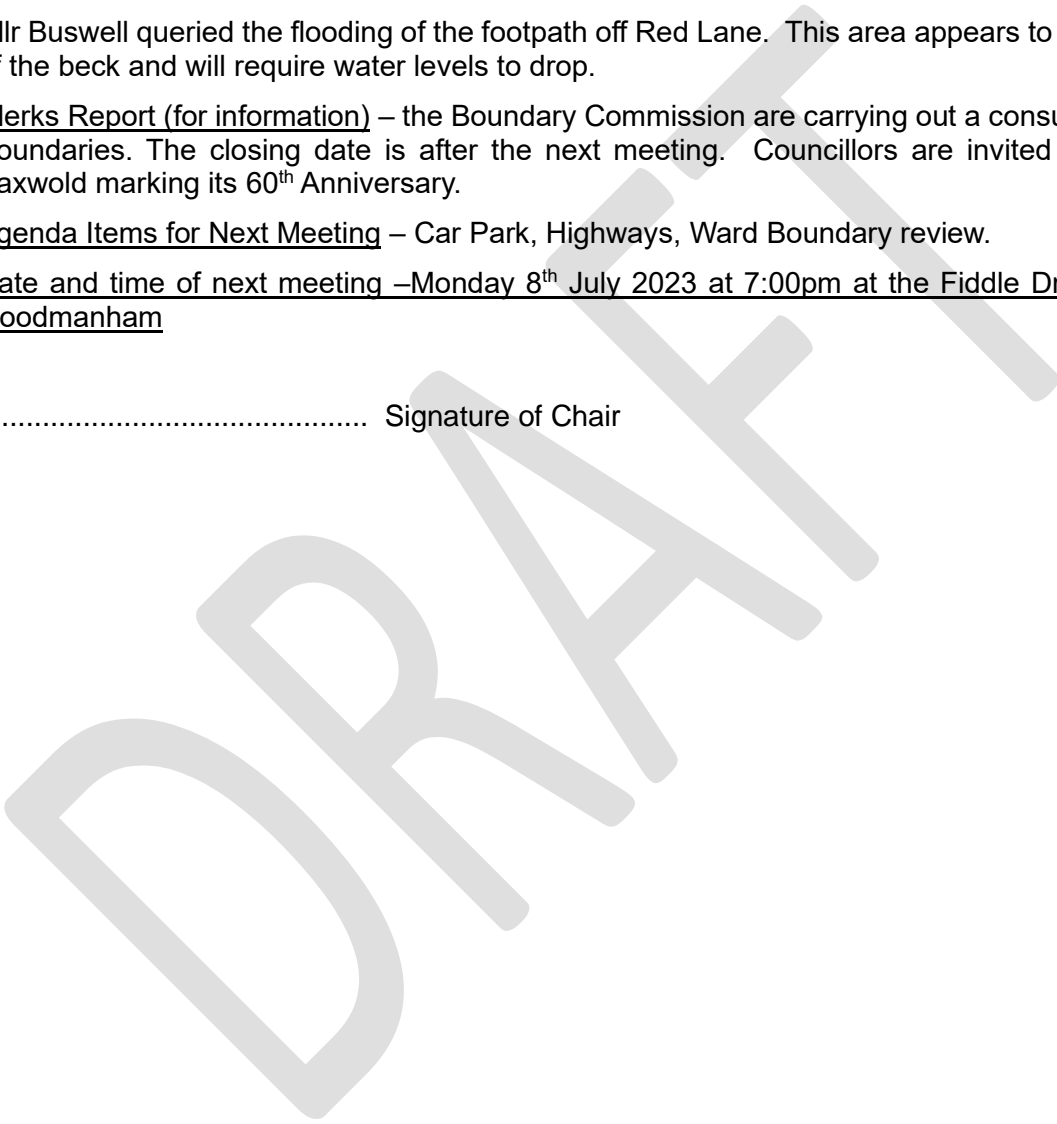 llr Buswell queried the flooding of the footpath off Red Lane. This area appears to
f the beck and will require water levels to drop.
lerks Report (for information) – the Boundary Commission are carrying out a consu
oundaries. The closing date is after the next meeting. Councillors are invited
axwold marking its 60th Anniversary.
genda Items for Next Meeting – Car Park, Highways, Ward Boundary review.
ate and time of next meeting –Monday 8th July 2023 at 7:00pm at the Fiddle Dr
oodmanham
............................................ Signature of Chair
DRAFT